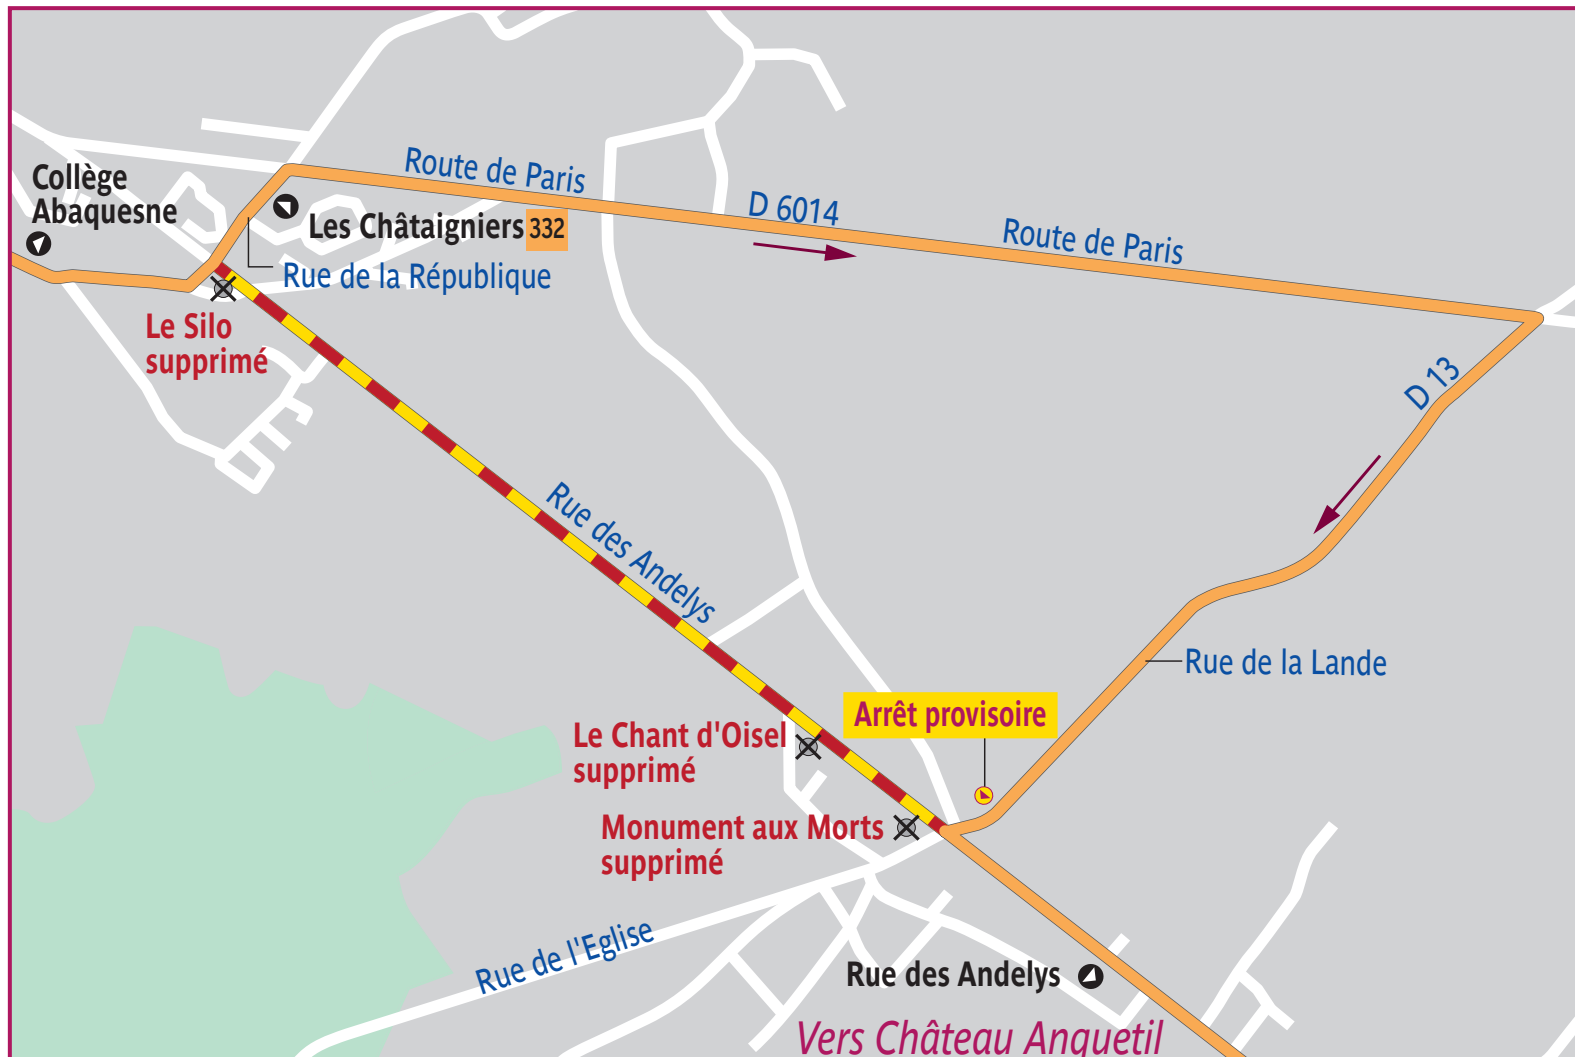 Route de Paris
Collège
Abaquesne
D 6014
Les Châtaigniers 332
Route de Paris
Rue de la République
Le Silo
supprimé
D 13
Rue des Andelys
Rue de la Lande
Arrêt provisoire
Le Chant d'Oisel
supprimé
Monument aux Morts
supprimé
Rue de l'Eglise
Rue des Andelys
Vers Château Anquetil